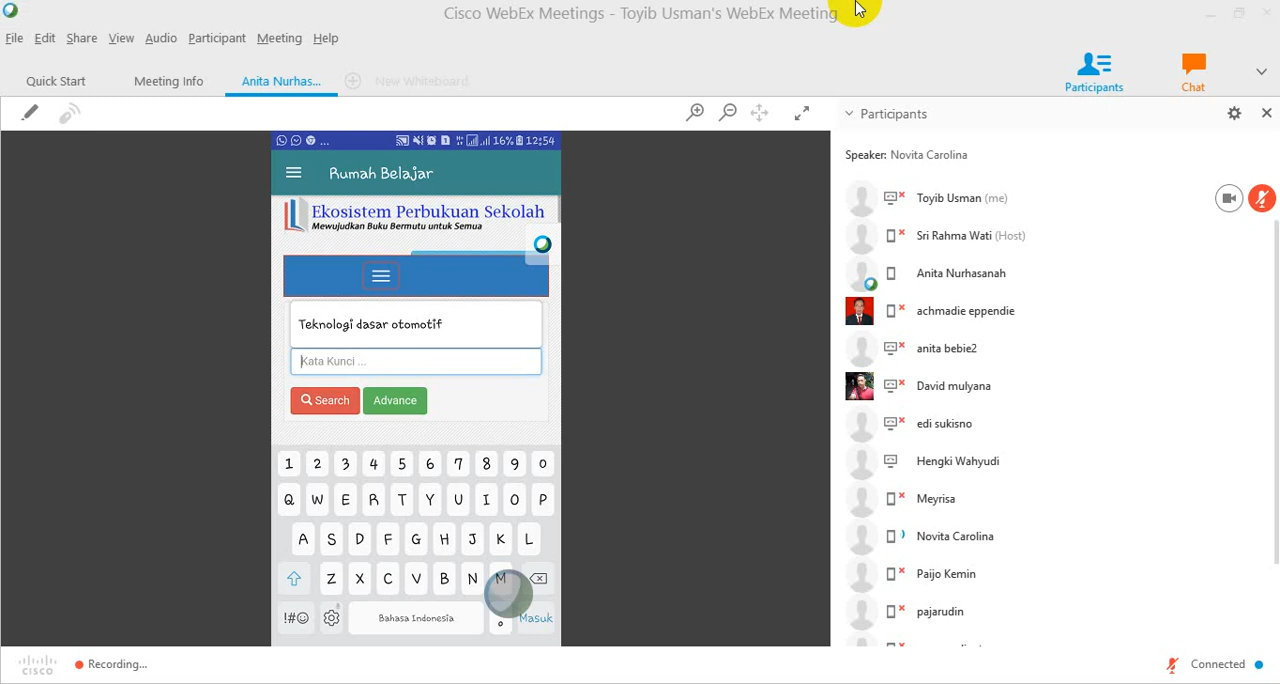 Cisco WebEx Meetings - Toyib Usman's WebEx Meeting
File Edit Share View Audio Participant Meeting Help
Quick Start Meeting Info Anita Nurhas... New Whiteboard
Participants Chat
Participants
Speaker: Novita Carolina
Toyib Usman (me)
Sri Rahma Wati (Host)
Anita Nurhasanah
achmadie eppendie
anita bebie2
David mulyana
edi sukisno
Hengki Wahyudi
Meyrisa
Novita Carolina
Paijo Kemin
pajarudin
... 16% 12:54
Rumah Belajar
Ekosistem Perbukuan Sekolah
Mewujudkan Buku Bermutu untuk Semua
Teknologi dasar otomotif
Kata Kunci ...
Search Advance
1 2 3 4 5 6 7 8 9 0
Q W E R T Y U I O P
A S D F G H J K L
Z X C V B N M
!#☺ Bahasa Indonesia . Masuk
cisco Recording... Connected